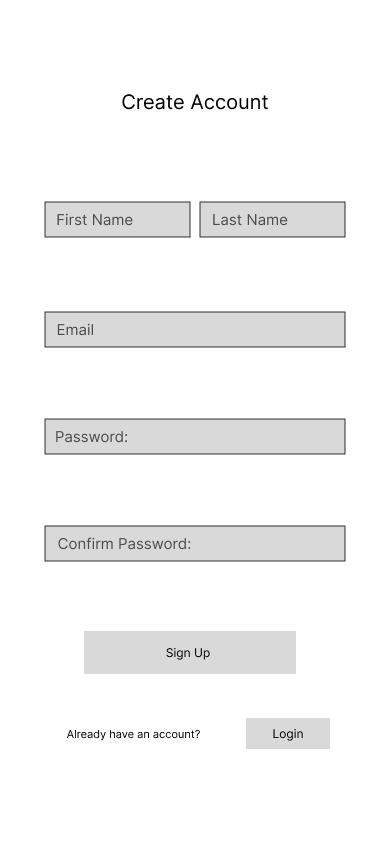 Create Account
First Name Last Name
Email
Password:
Confirm Password:
Sign Up
Already have an account? Login